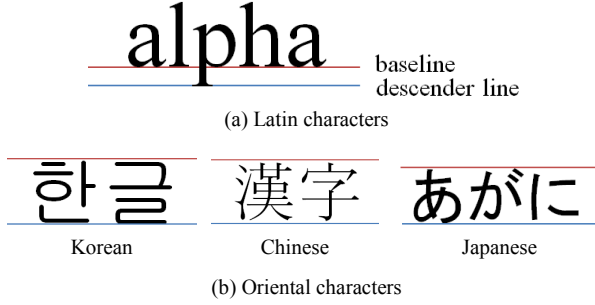 alpha
baseline
descender line
(a) Latin characters
한글 漢字 あがに
Korean Chinese Japanese
(b) Oriental characters